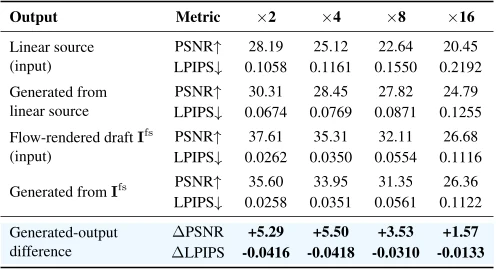 Output Metric ×2 ×4 ×8 ×16
Linear source PSNR↑ 28.19 25.12 22.64 20.45
(input) LPIPS↓ 0.1058 0.1161 0.1550 0.2192
Generated from PSNR↑ 30.31 28.45 27.82 24.79
linear source LPIPS↓ 0.0674 0.0769 0.0871 0.1255
Flow-rendered draft I^fs PSNR↑ 37.61 35.31 32.11 26.68
(input) LPIPS↓ 0.0262 0.0350 0.0554 0.1116
Generated from I^fs PSNR↑ 35.60 33.95 31.35 26.36
LPIPS↓ 0.0258 0.0351 0.0561 0.1122
Generated-output ΔPSNR +5.29 +5.50 +3.53 +1.57
difference ΔLPIPS -0.0416 -0.0418 -0.0310 -0.0133